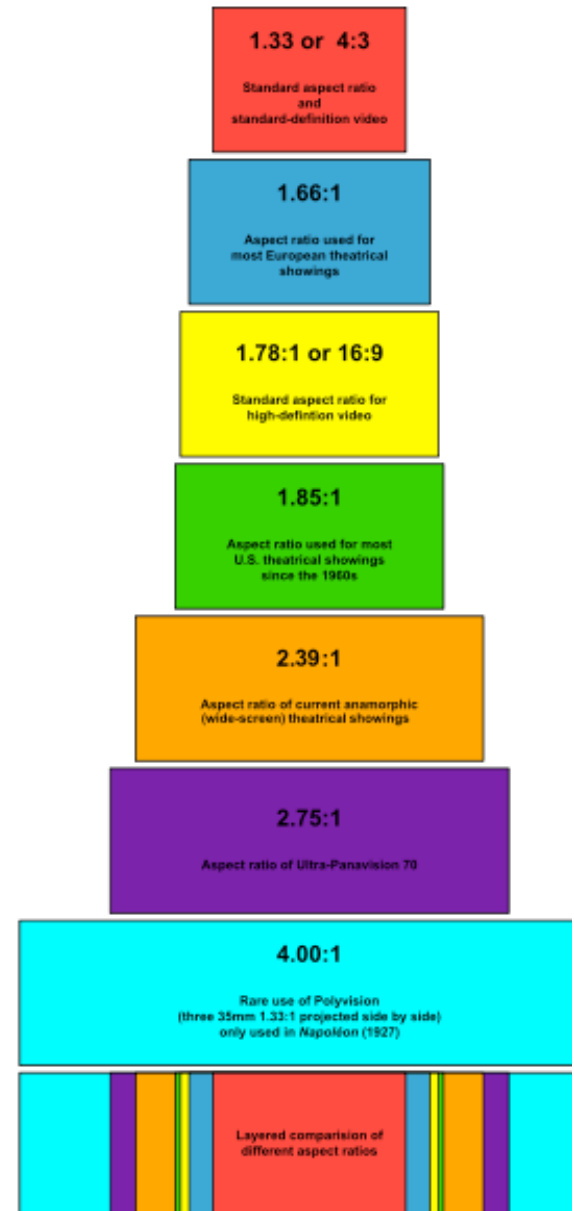 1.33 or 4:3
Standard aspect ratio
and
standard-definition video
1.66:1
Aspect ratio used for
most European theatrical
showings
1.78:1 or 16:9
Standard aspect ratio for
high-defintion video
1.85:1
Aspect ratio used for most
U.S. theatrical showings
since the 1960s
2.39:1
Aspect ratio of current anamorphic
(wide-screen) theatrical showings
2.75:1
Aspect ratio of Ultra-Panavision 70
4.00:1
Rare use of Polyvision
(three 35mm 1.33:1 projected side by side)
only used in Napoléon (1927)
Layered comparision of
different aspect ratios